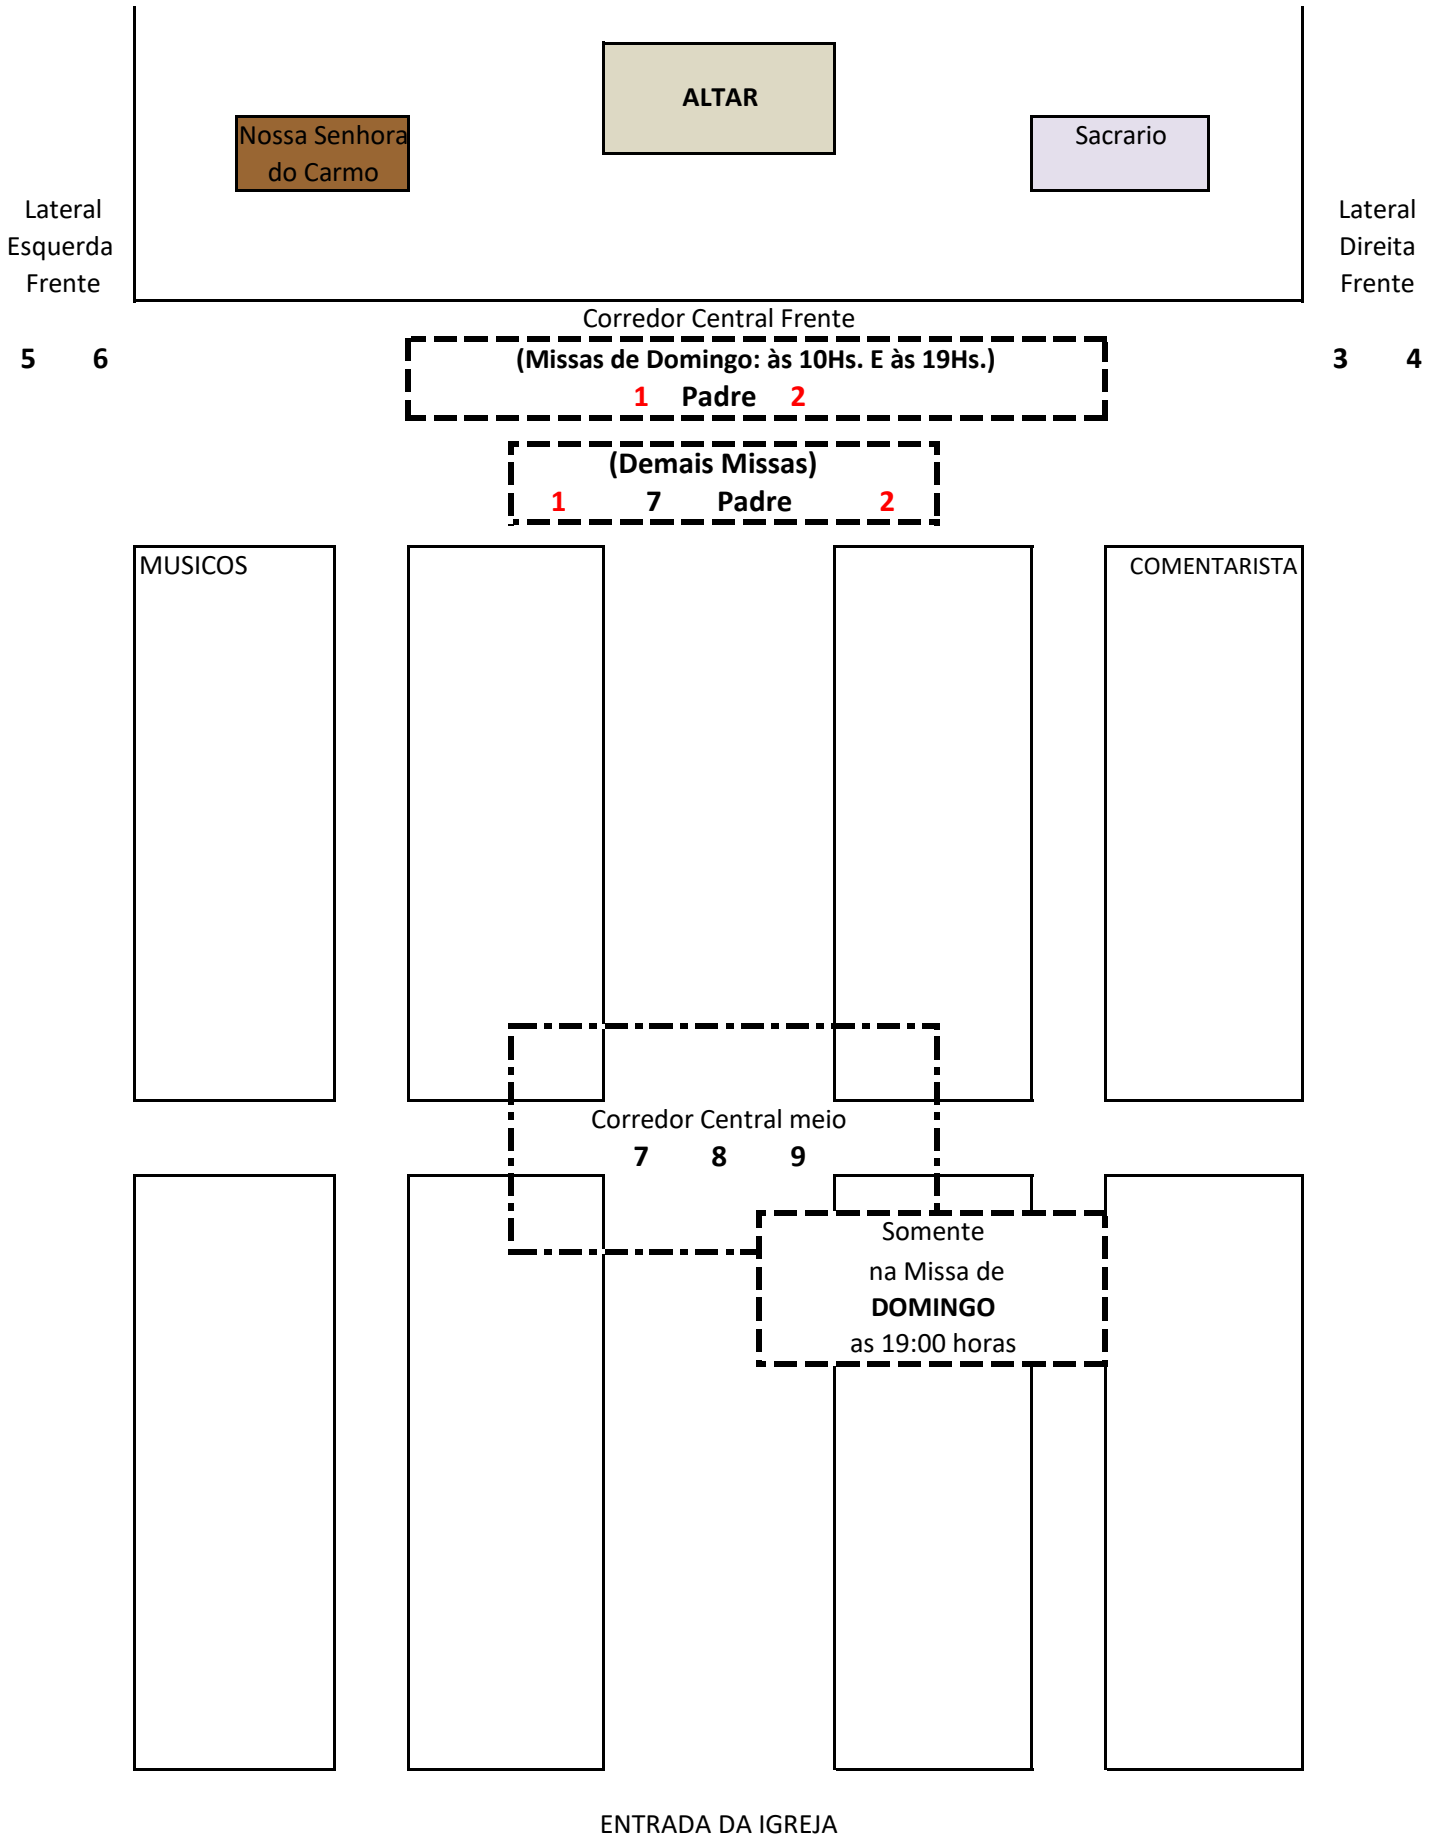 ALTAR
Nossa Senhora
do Carmo
Sacrario
Lateral
Esquerda
Frente
Lateral
Direita
Frente
Corredor Central Frente
5 6
(Missas de Domingo: às 10Hs. E às 19Hs.)
3 4
1 Padre 2
(Demais Missas)
1 7 Padre 2
MUSICOS
COMENTARISTA
Corredor Central meio
7 8 9
Somente
na Missa de
DOMINGO
as 19:00 horas
ENTRADA DA IGREJA